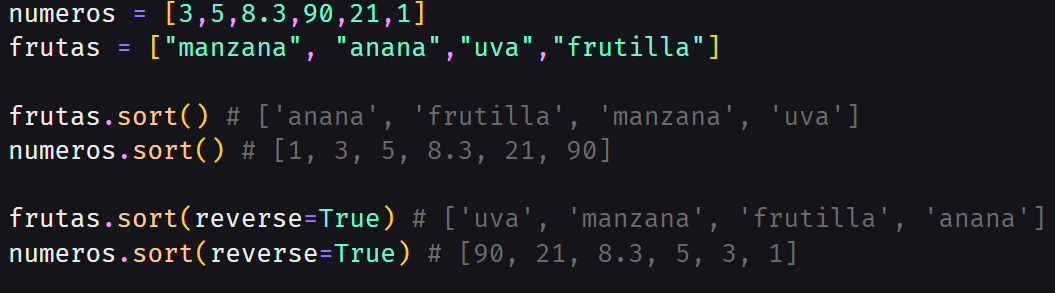 numeros = [3,5,8.3,90,21,1]
frutas = ["manzana", "anana","uva","frutilla"]
frutas.sort() # ['anana', 'frutilla', 'manzana', 'uva']
numeros.sort() # [1, 3, 5, 8.3, 21, 90]
frutas.sort(reverse=True) # ['uva', 'manzana', 'frutilla', 'anana']
numeros.sort(reverse=True) # [90, 21, 8.3, 5, 3, 1]